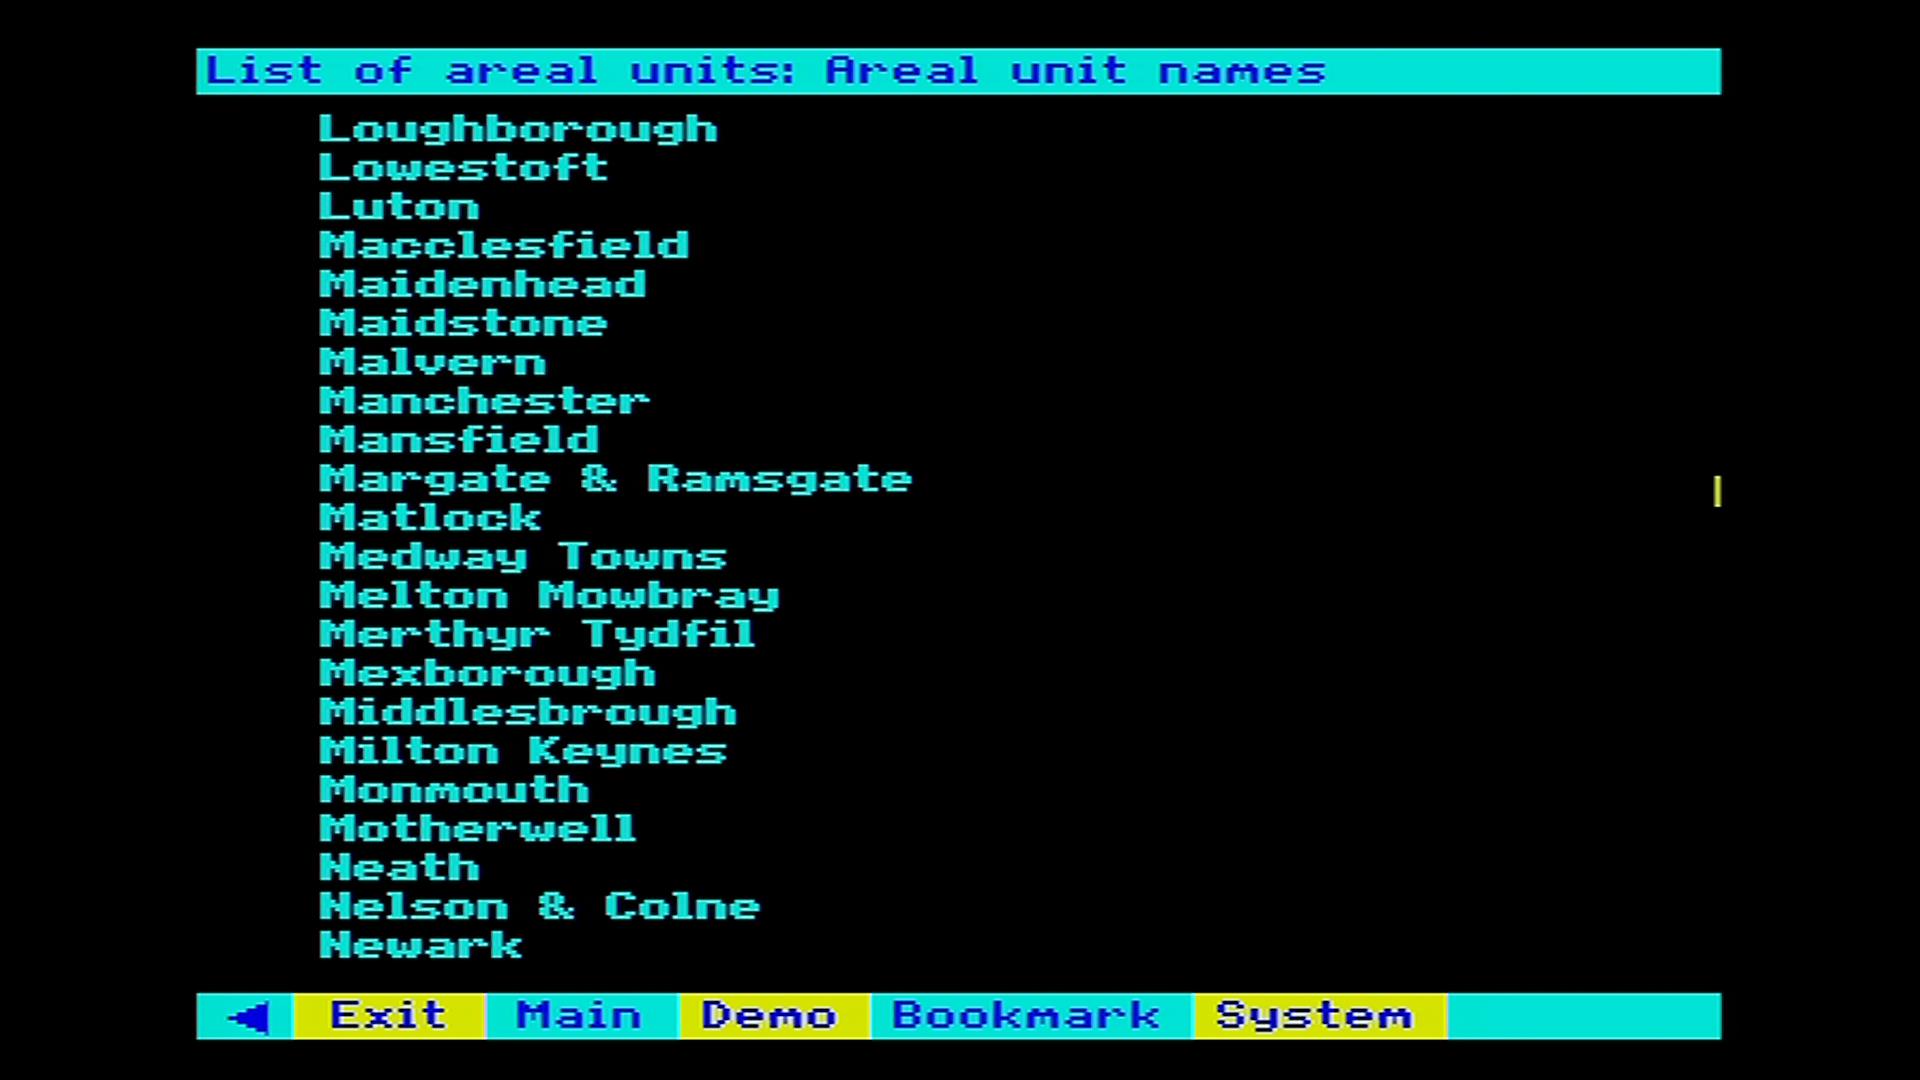 List of areal units: Areal unit names
Loughborough
Lowestoft
Luton
Macclesfield
Maidenhead
Maidstone
Malvern
Manchester
Mansfield
Margate & Ramsgate
Matlock
Medway Towns
Melton Mowbray
Merthyr Tydfil
Mexborough
Middlesbrough
Milton Keynes
Monmouth
Motherwell
Neath
Nelson & Colne
Newark
Exit Main Demo Bookmark System